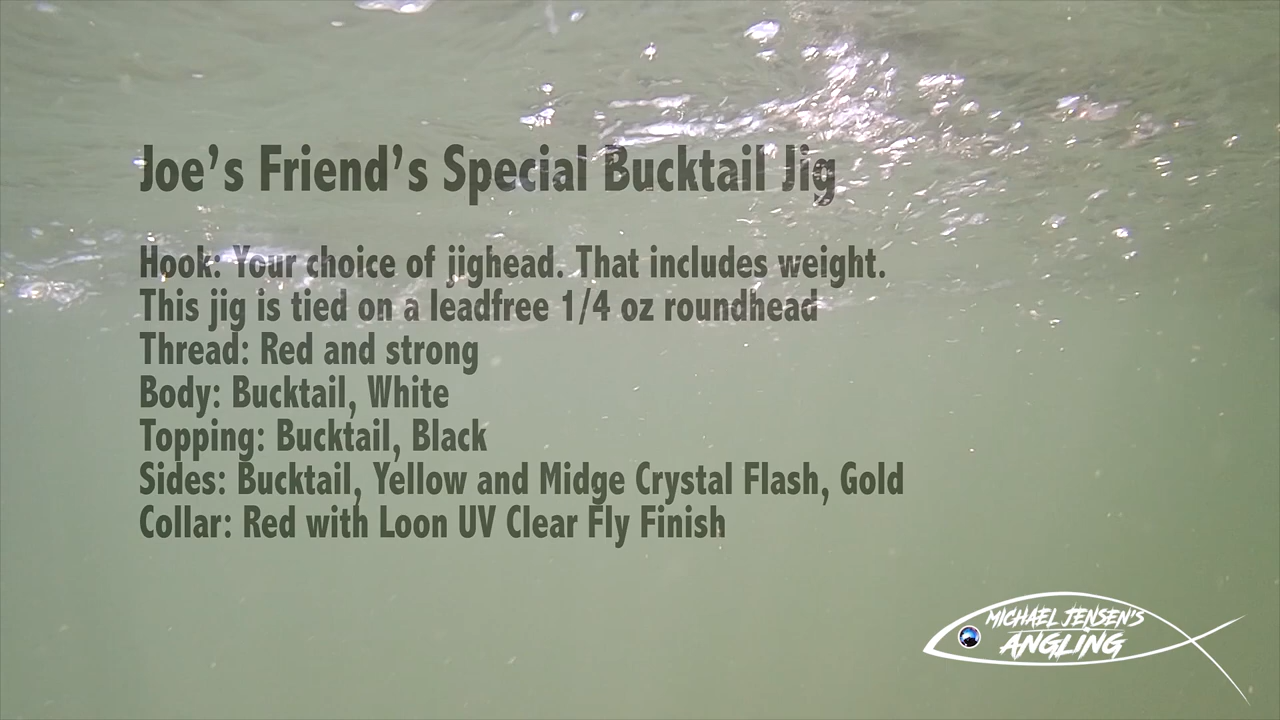 Joe's Friend's Special Bucktail Jig
Hook: Your choice of jighead. That includes weight.
This jig is tied on a leadfree 1/4 oz roundhead
Thread: Red and strong
Body: Bucktail, White
Topping: Bucktail, Black
Sides: Bucktail, Yellow and Midge Crystal Flash, Gold
Collar: Red with Loon UV Clear Fly Finish
MICHAEL JENSEN'S
ANGLING